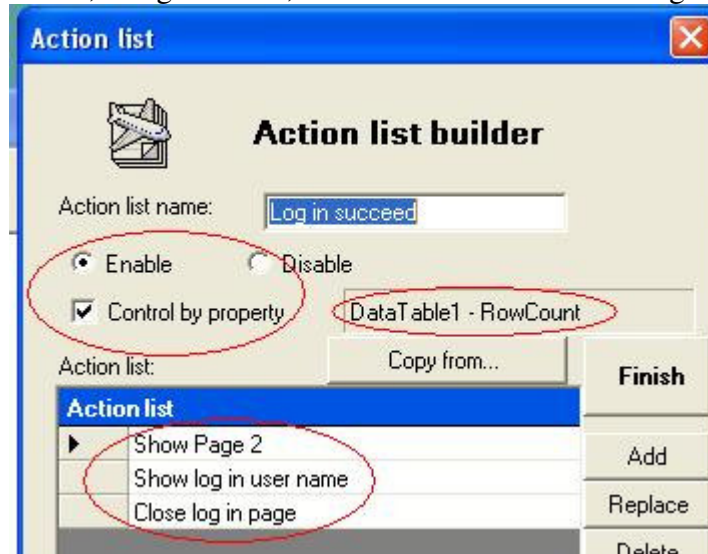 Action list
Action list builder
Action list name: Log in succeed
Enable Disable
Control by property DataTable1 - RowCount
Action list: Copy from...
Finish
Action list
Show Page 2
Add
Show log in user name
Close log in page
Replace
Delete